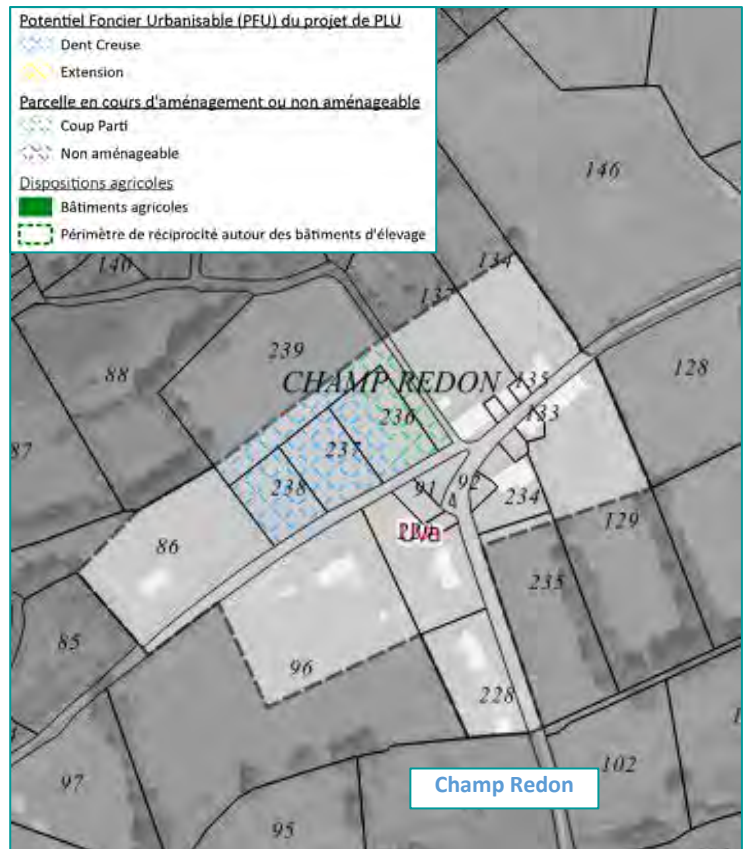 Potentiel Foncier Urbanisable (PFU) du projet de PLU
Dent Creuse
Extension
Parcelle en cours d'aménagement ou non aménageable
Coup Parti
Non aménageable
Dispositions agricoles
Bâtiments agricoles
Périmètre de réciprocité autour des bâtiments d'élevage
146
134
140
137
239
88
128
CHAMP REDON
135
236
133
87
237
91
92
238
234
129
86
235
85
96
228
97
102
Champ Redon
95